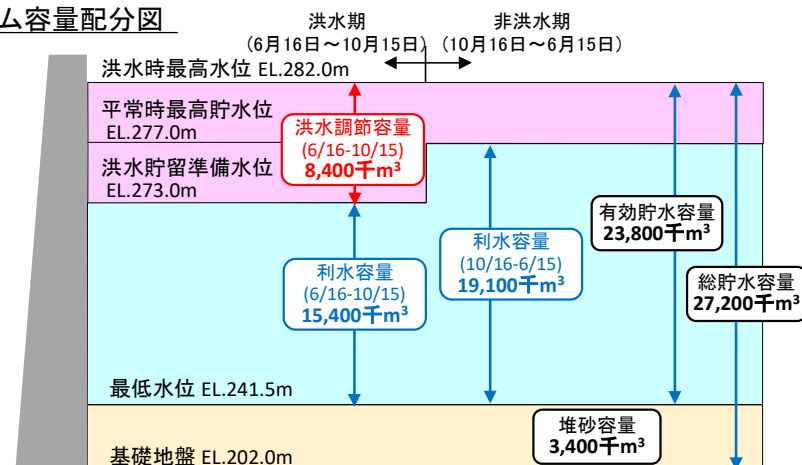 ム容量配分図
洪水期
(6月16日～10月15日)
非洪水期
(10月16日～6月15日)
洪水時最高水位 EL.282.0m
平常時最高貯水位
EL.277.0m
洪水調節容量
(6/16-10/15)
8,400千m³
洪水貯留準備水位
EL.273.0m
有効貯水容量
23,800千m³
利水容量
(10/16-6/15)
19,100千m³
利水容量
(6/16-10/15)
15,400千m³
総貯水容量
27,200千m³
最低水位 EL.241.5m
堆砂容量
3,400千m³
基礎地盤 EL.202.0m